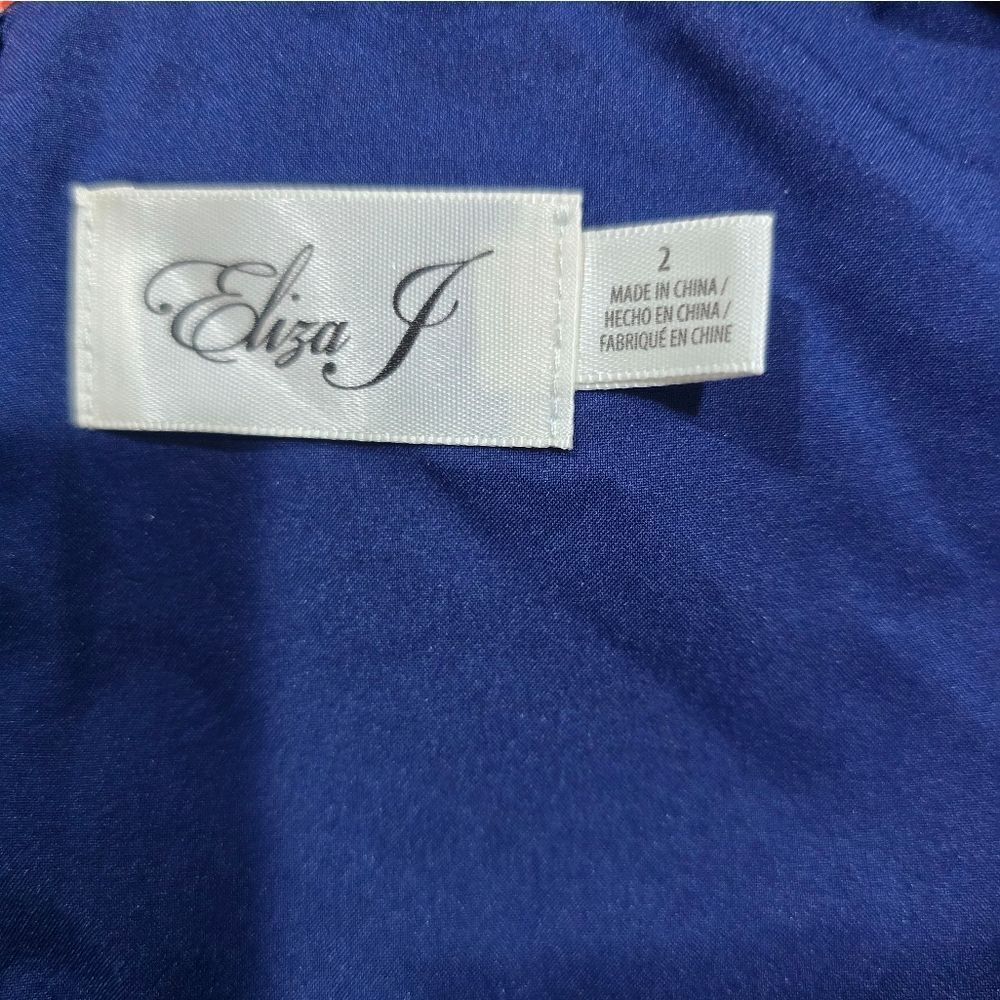 Eliza J
2
MADE IN CHINA /
HECHO EN CHINA /
FABRIQUÉ EN CHINE